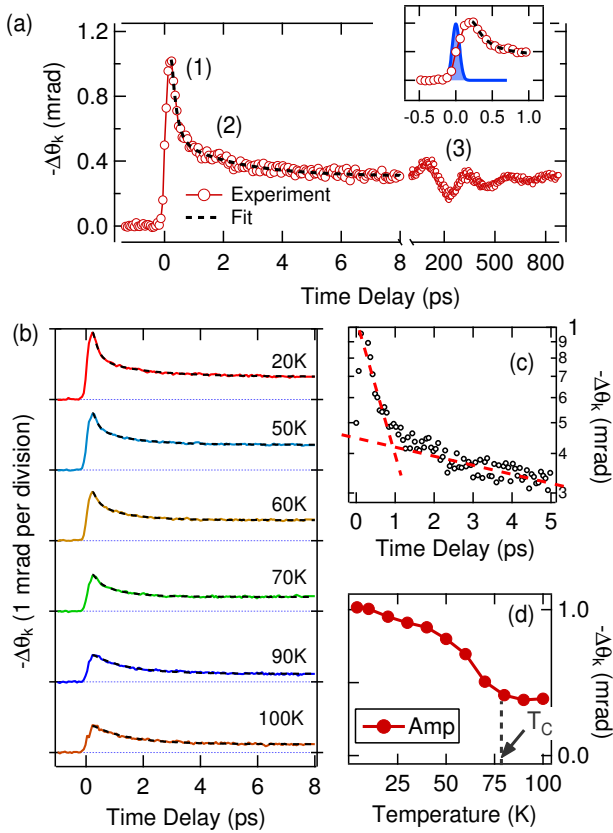 (a)
1.2
0.8
0.4
0.0
-Δθk (mrad)
(1)
(2)
(3)
Experiment
Fit
0 2 4 6 8 200 500 800
Time Delay (ps)
-0.5 0.0 0.5 1.0
(b)
20K
50K
60K
70K
90K
100K
-Δθk (1 mrad per division)
0 2 4 6 8
Time Delay (ps)
(c)
1
9
8
7
6
5
4
3
-Δθk (mrad)
0 1 2 3 4 5
Time Delay (ps)
(d)
1.0
0.0
-Δθk (mrad)
Amp
TC
25 50 75 100
Temperature (K)